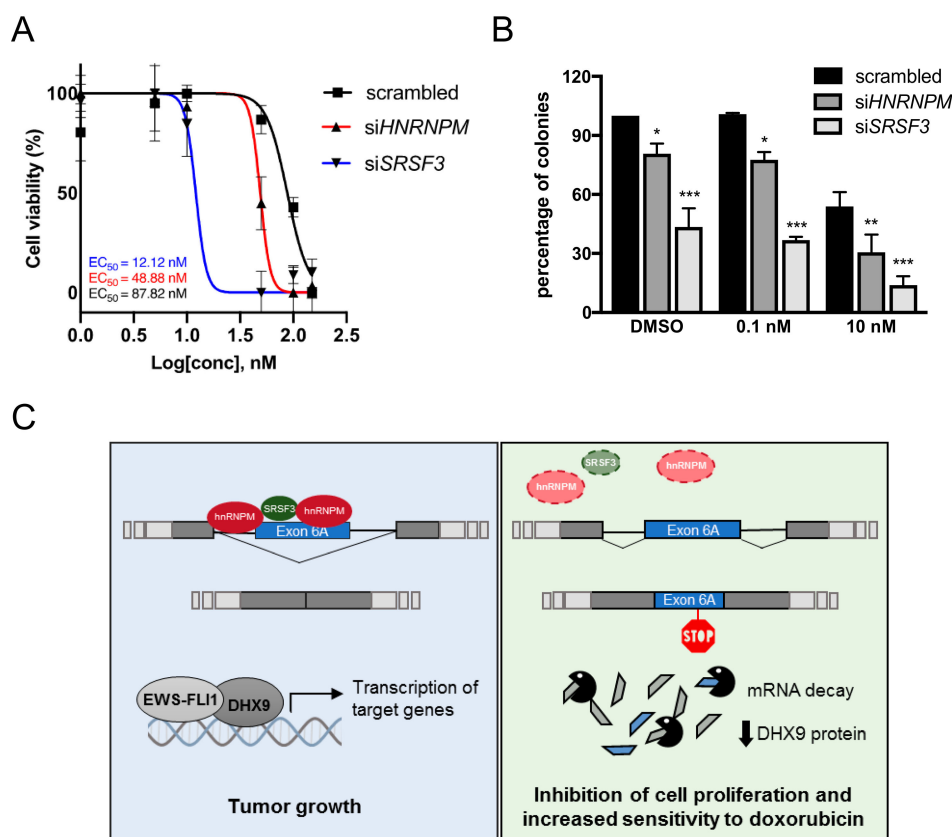 A
Cell viability (%)
100
50
0
EC50 = 12.12 nM
EC50 = 48.88 nM
EC50 = 87.82 nM
0.0 0.5 1.0 1.5 2.0 2.5
Log[conc], nM
scrambled
siHNRNPM
siSRSF3
B
percentage of colonies
120
90
60
30
0
scrambled
siHNRNPM
siSRSF3
* *** * *** ** ***
DMSO 0.1 nM 10 nM
C
hnRNPM SRSF3 hnRNPM
Exon 6A
EWS-FLI1 DHX9
Transcription of
target genes
Tumor growth
SRSF3
hnRNPM hnRNPM
Exon 6A
Exon 6A
STOP
mRNA decay
DHX9 protein
Inhibition of cell proliferation and
increased sensitivity to doxorubicin